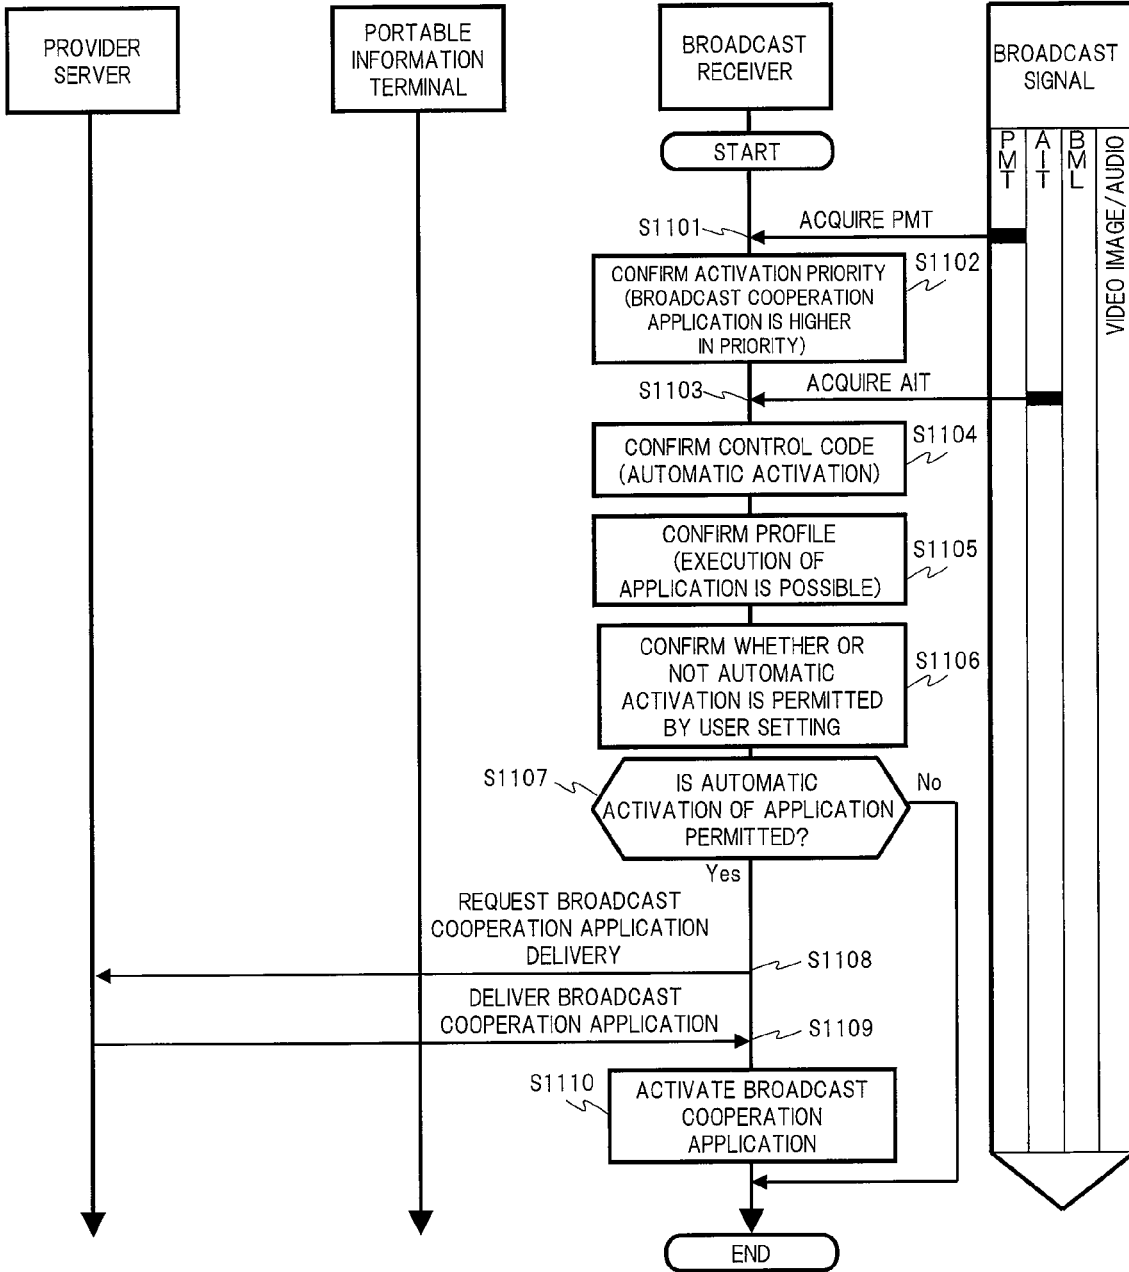 PROVIDER
SERVER
PORTABLE
INFORMATION
TERMINAL
BROADCAST
RECEIVER
BROADCAST
SIGNAL
START
PMT
AIT
BML
VIDEO IMAGE/AUDIO
S1101
ACQUIRE PMT
S1102
CONFIRM ACTIVATION PRIORITY
(BROADCAST COOPERATION
APPLICATION IS HIGHER
IN PRIORITY)
S1103
ACQUIRE AIT
S1104
CONFIRM CONTROL CODE
(AUTOMATIC ACTIVATION)
S1105
CONFIRM PROFILE
(EXECUTION OF
APPLICATION IS POSSIBLE)
S1106
CONFIRM WHETHER OR
NOT AUTOMATIC
ACTIVATION IS PERMITTED
BY USER SETTING
S1107
IS AUTOMATIC
ACTIVATION OF APPLICATION
PERMITTED?
No
Yes
REQUEST BROADCAST
COOPERATION APPLICATION
DELIVERY
S1108
DELIVER BROADCAST
COOPERATION APPLICATION
S1109
S1110
ACTIVATE BROADCAST
COOPERATION
APPLICATION
END